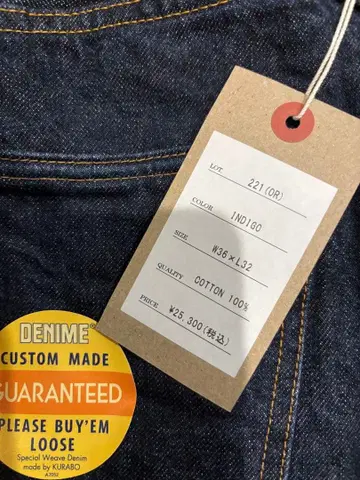 LOT. 221(OR)
COLOR INDIGO
SIZE W36×L32
QUALITY COTTON 100%
PRICE ¥25,300(税込)
DENIME®
CUSTOM MADE
GUARANTEED
PLEASE BUY'EM
LOOSE
Special Weave Denim
made by KURABO